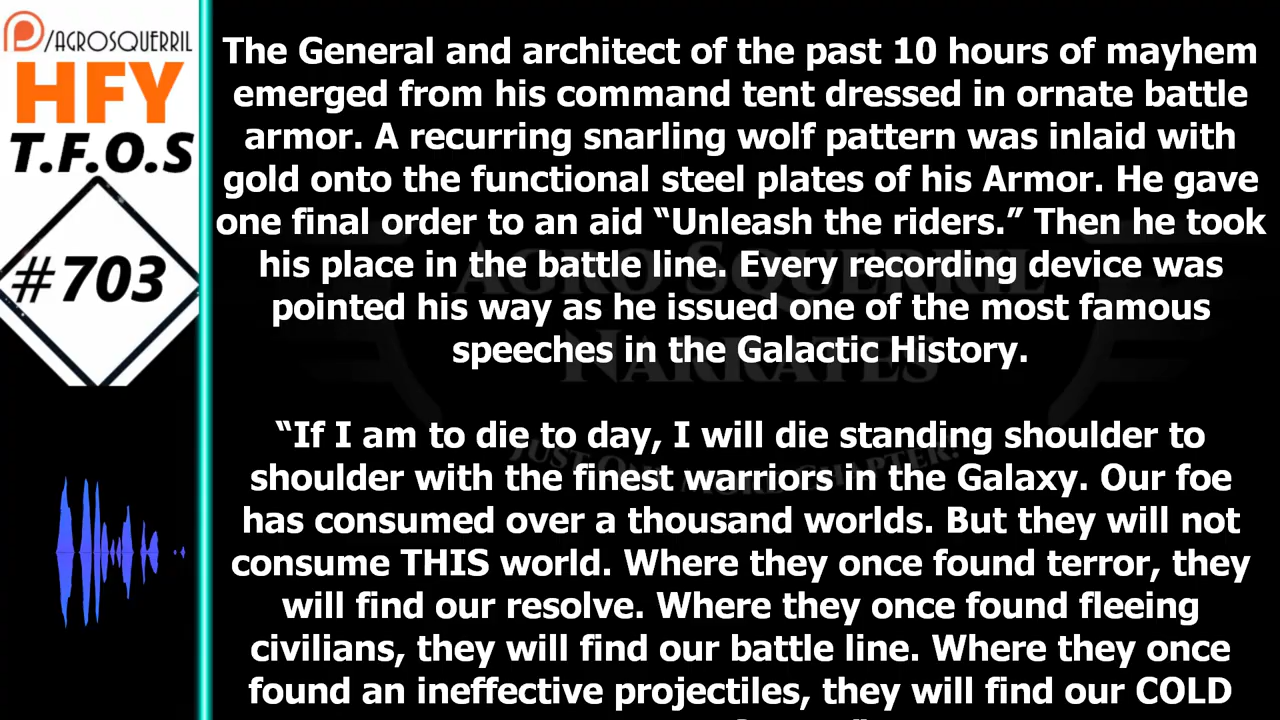 /AGROSQUERRIL
HFY
T.F.O.S
#703
The General and architect of the past 10 hours of mayhem
emerged from his command tent dressed in ornate battle
armor. A recurring snarling wolf pattern was inlaid with
gold onto the functional steel plates of his Armor. He gave
one final order to an aid “Unleash the riders.” Then he took
his place in the battle line. Every recording device was
pointed his way as he issued one of the most famous
speeches in the Galactic History.
“If I am to die to day, I will die standing shoulder to
shoulder with the finest warriors in the Galaxy. Our foe
has consumed over a thousand worlds. But they will not
consume THIS world. Where they once found terror, they
will find our resolve. Where they once found fleeing
civilians, they will find our battle line. Where they once
found an ineffective projectiles, they will find our COLD
AGRO SQUERRIL
NARRATES
JUST ONE MORE CHAPTER!